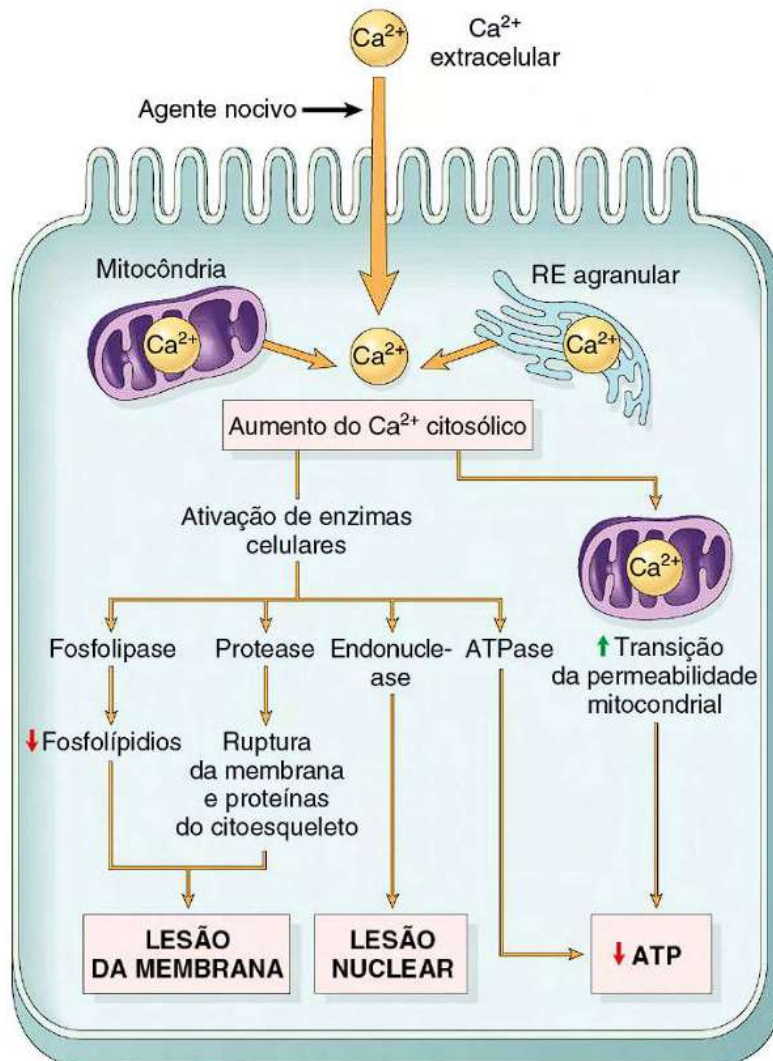 Ca2+
Ca2+
extracelular
Agente nocivo
Mitocôndria
RE agranular
Ca2+
Ca2+
Ca2+
Aumento do Ca2+ citosólico
Ativação de enzimas
celulares
Ca2+
Fosfolipase
Protease
Endonucle-
ase
ATPase
↑ Transição
da permeabilidade
mitocondrial
↓ Fosfolípidios
Ruptura
da membrana
e proteínas
do citoesqueleto
LESÃO
DA MEMBRANA
LESÃO
NUCLEAR
↓ ATP